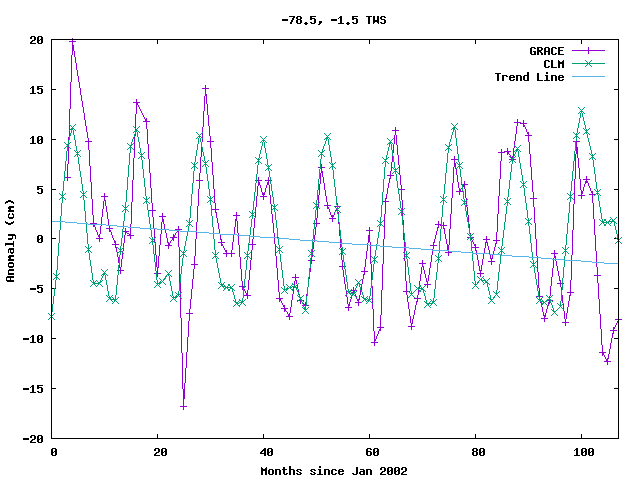 -78.5, -1.5 TWS
GRACE
CLM
Trend Line
20
15
10
5
0
-5
-10
-15
-20
Anomaly (cm)
0 20 40 60 80 100
Months since Jan 2002